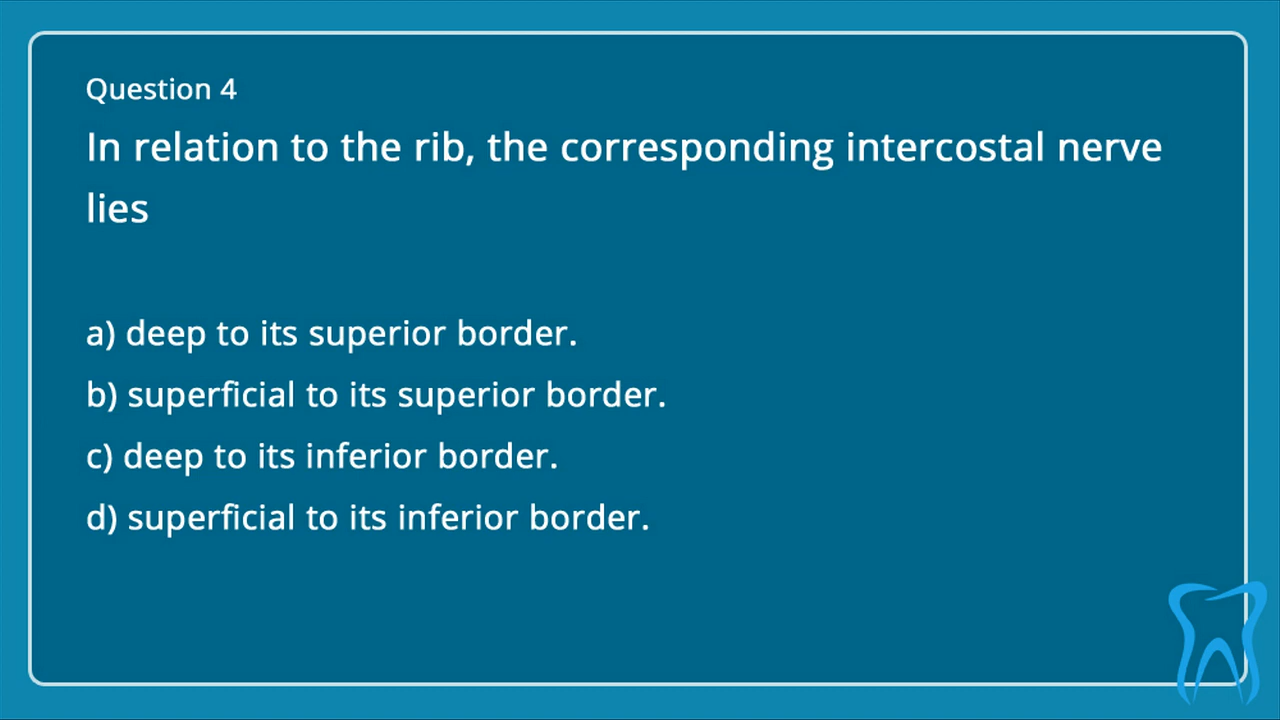 Question 4
In relation to the rib, the corresponding intercostal nerve
lies
a) deep to its superior border.
b) superficial to its superior border.
c) deep to its inferior border.
d) superficial to its inferior border.